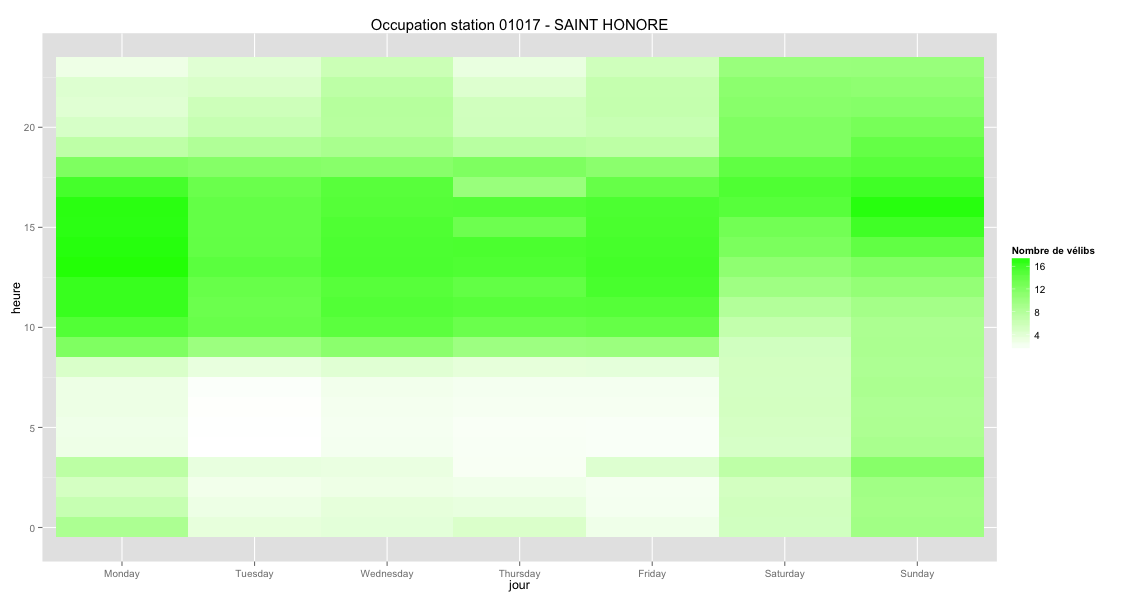 Occupation station 01017 - SAINT HONORE
20
15
10
5
0
heure
Monday Tuesday Wednesday Thursday Friday Saturday Sunday
jour
Nombre de vélibs
16
12
8
4